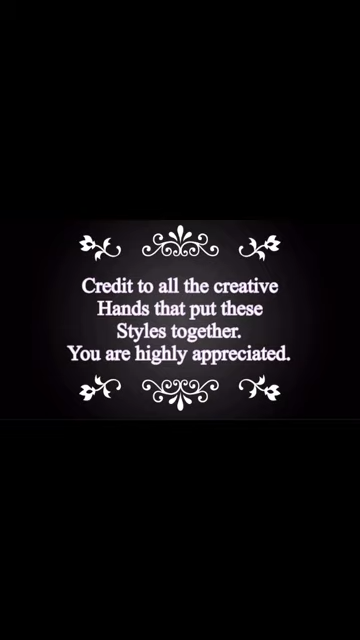 Credit to all the creative
Hands that put these
Styles together.
You are highly appreciated.